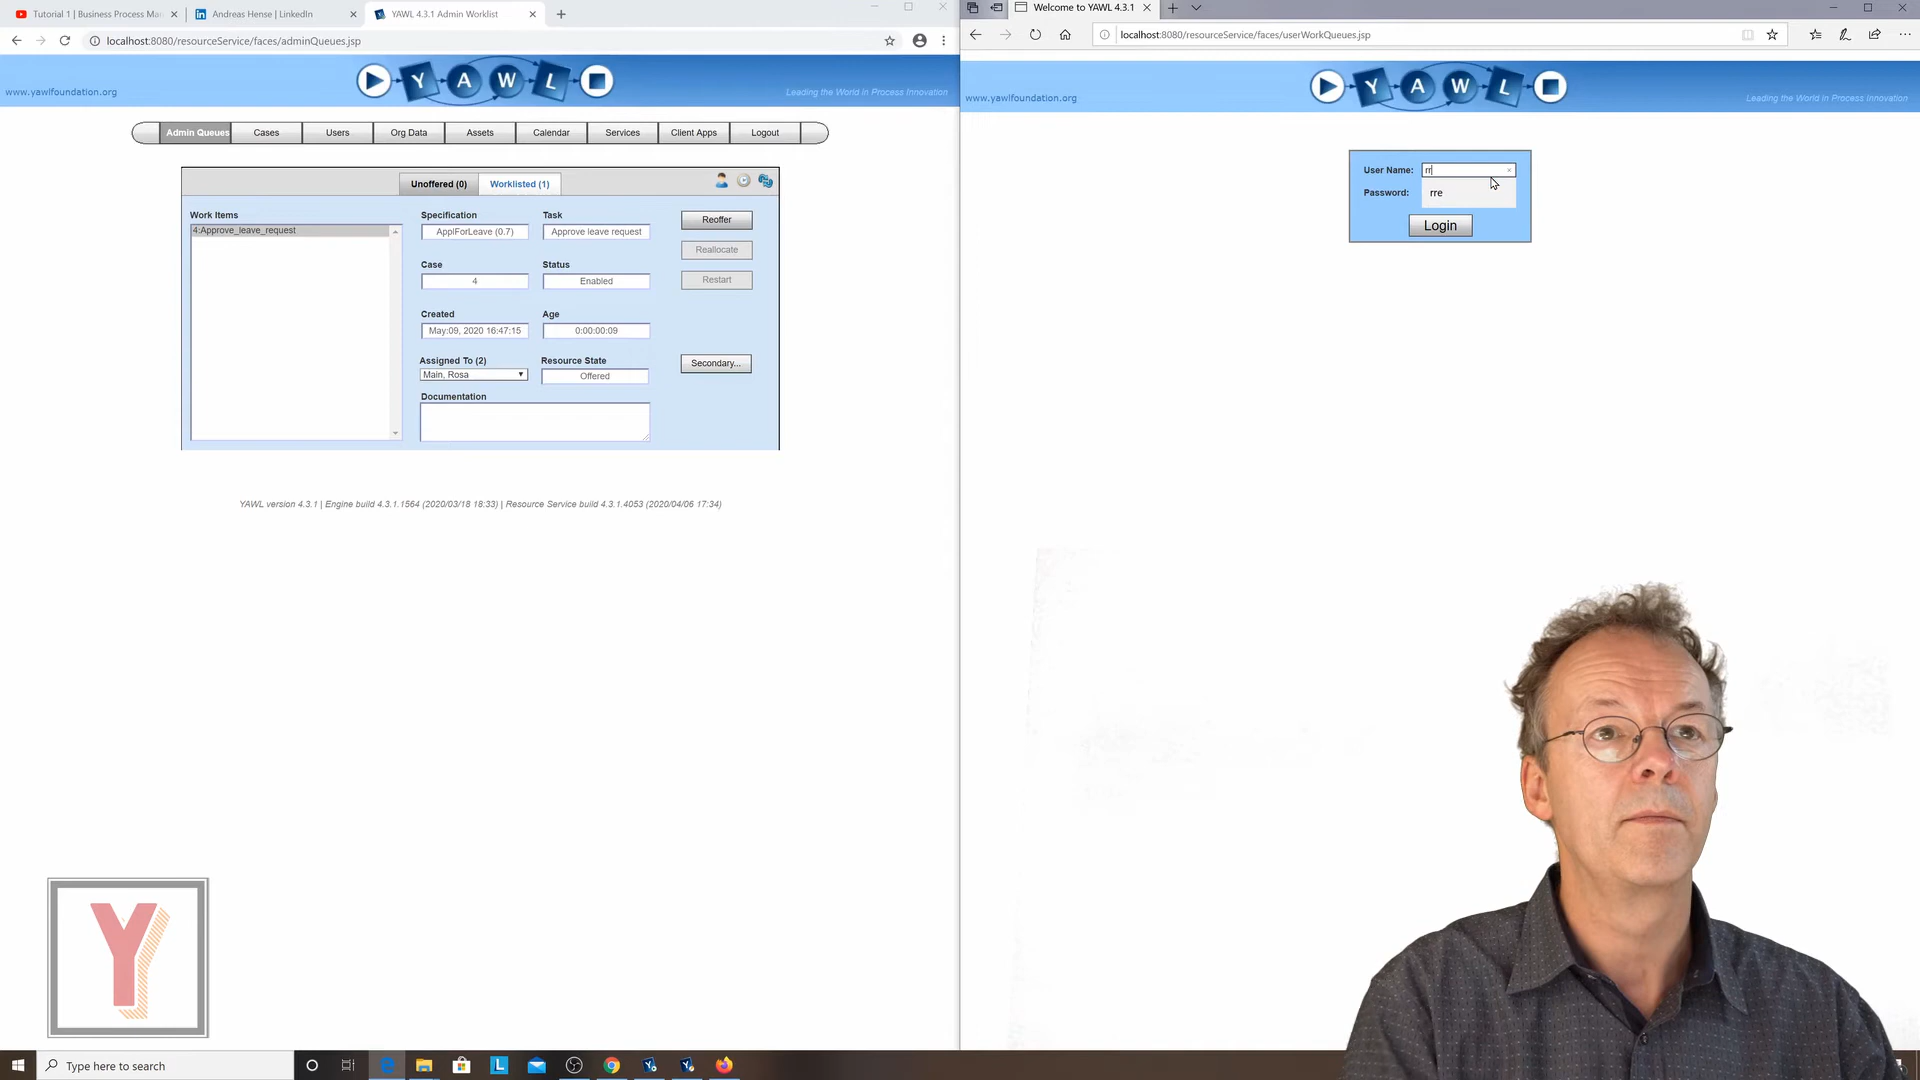 Tutorial 1 | Business Process Ma
Andreas Hense | LinkedIn
YAWL 4.3.1 Admin Worklist
localhost:8080/resourceService/faces/adminQueues.jsp
www.yawlfoundation.org
YAWL
Leading the World in Process Innovation
Admin Queues Cases Users Org Data Assets Calendar Services Client Apps Logout
Unoffered (0) Worklisted (1)
Work Items
4:Approve_leave_request
Specification Task
ApplForLeave (0.7) Approve leave request
Case Status
4 Enabled
Created Age
May:09, 2020 16:47:15 0:00:00:09
Assigned To (2) Resource State
Main, Rosa Offered
Documentation
Reoffer
Reallocate
Restart
Secondary...
YAWL version 4.3.1 | Engine build 4.3.1.1564 (2020/03/18 18:33) | Resource Service build 4.3.1.4053 (2020/04/06 17:34)
Welcome to YAWL 4.3.1
localhost:8080/resourceService/faces/userWorkQueues.jsp
www.yawlfoundation.org
YAWL
Leading the World in Process Innovation
User Name: rr
Password:
rre
Login
Y
Type here to search
L